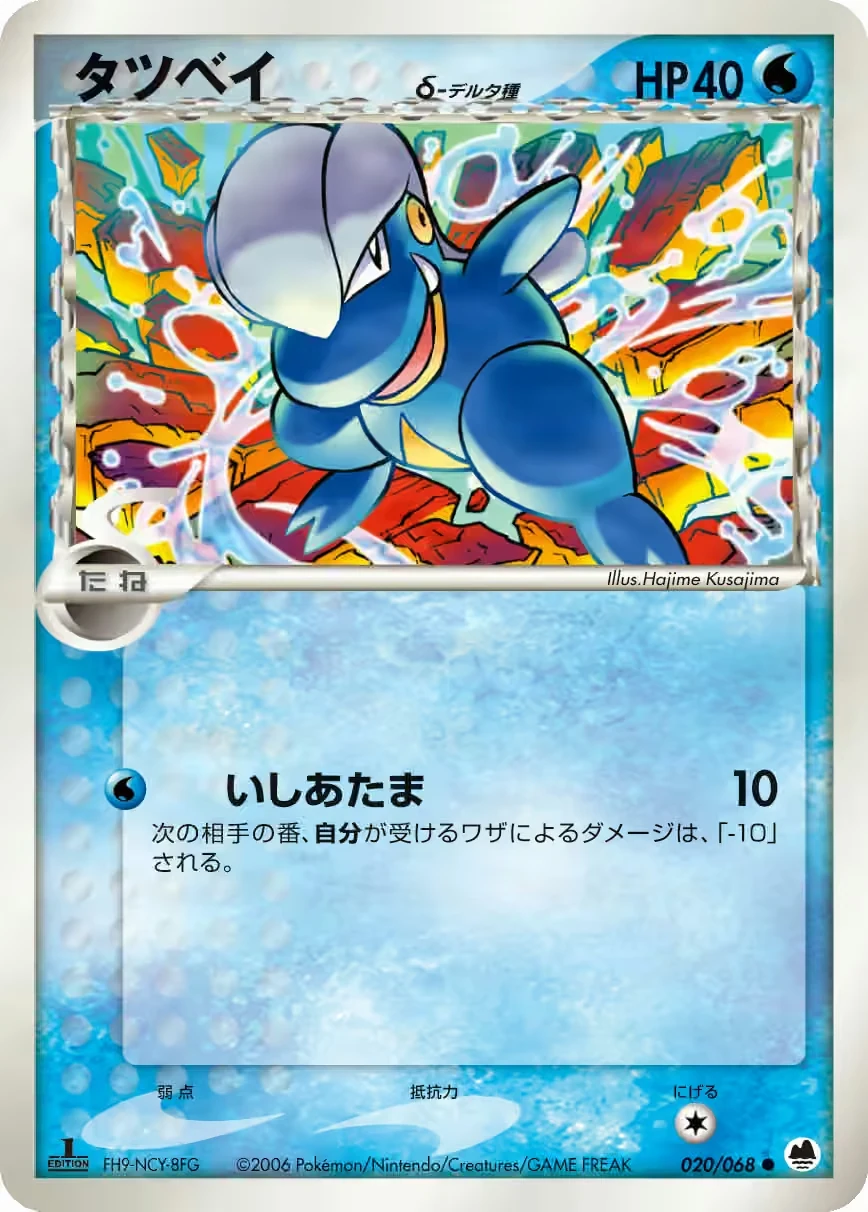 タツベイ δ-デルタ種 HP40
Illus.Hajime Kusajima
たね
いしあたま 10
次の相手の番、自分が受けるワザによるダメージは、「-10」
される。
弱点 抵抗力 にげる
1 EDITION FH9-NCY-8FG ©2006 Pokémon/Nintendo/Creatures/GAME FREAK 020/068